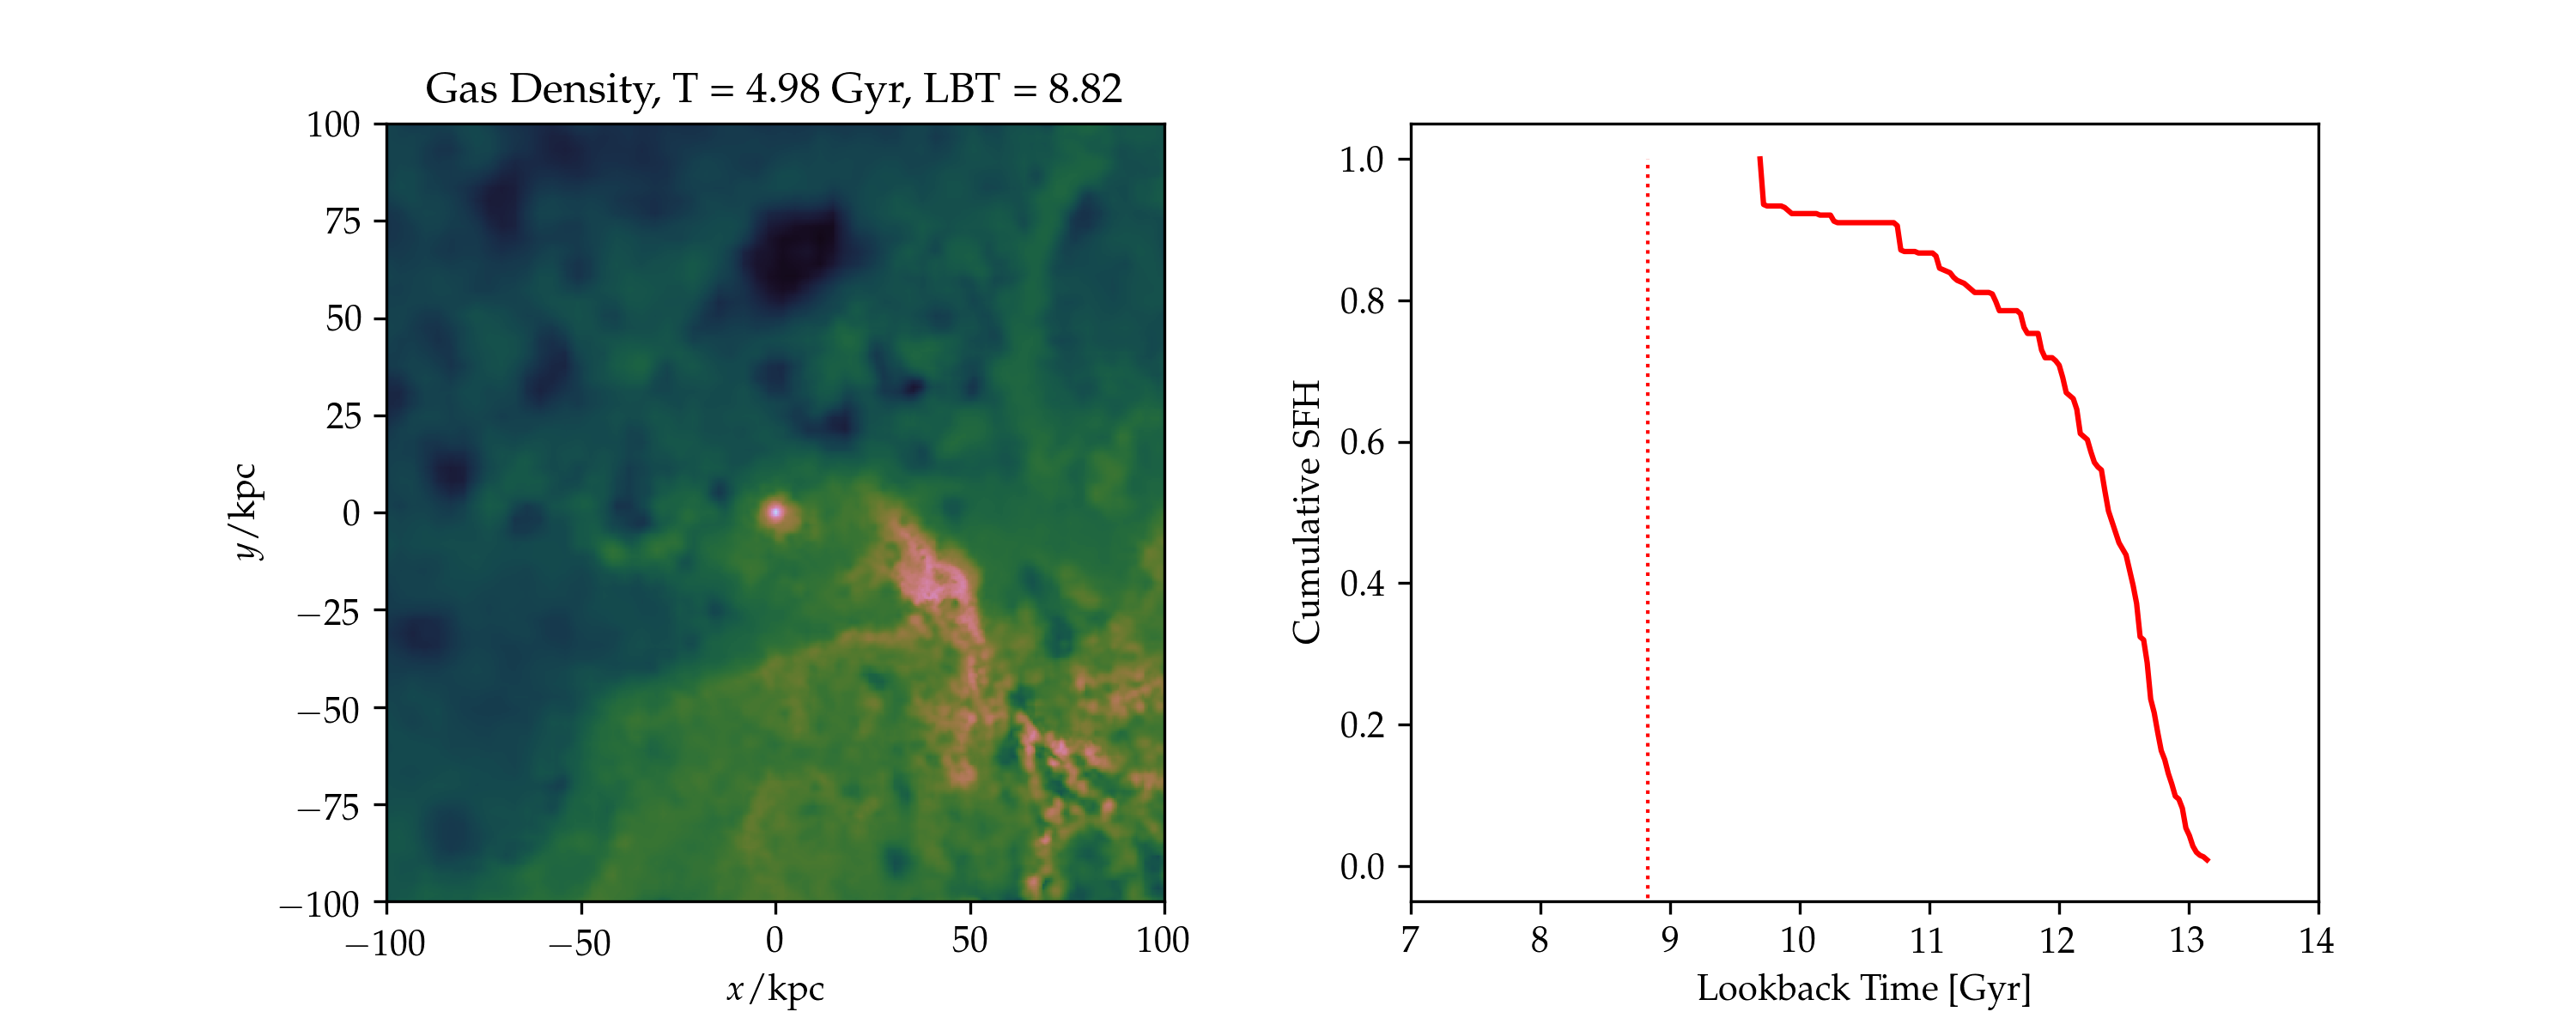 Gas Density, T = 4.98 Gyr, LBT = 8.82
100
75
50
25
0
−25
−50
−75
−100
y/kpc
−100 −50 0 50 100
x/kpc
1.0
0.8
0.6
0.4
0.2
0.0
Cumulative SFH
7 8 9 10 11 12 13 14
Lookback Time [Gyr]